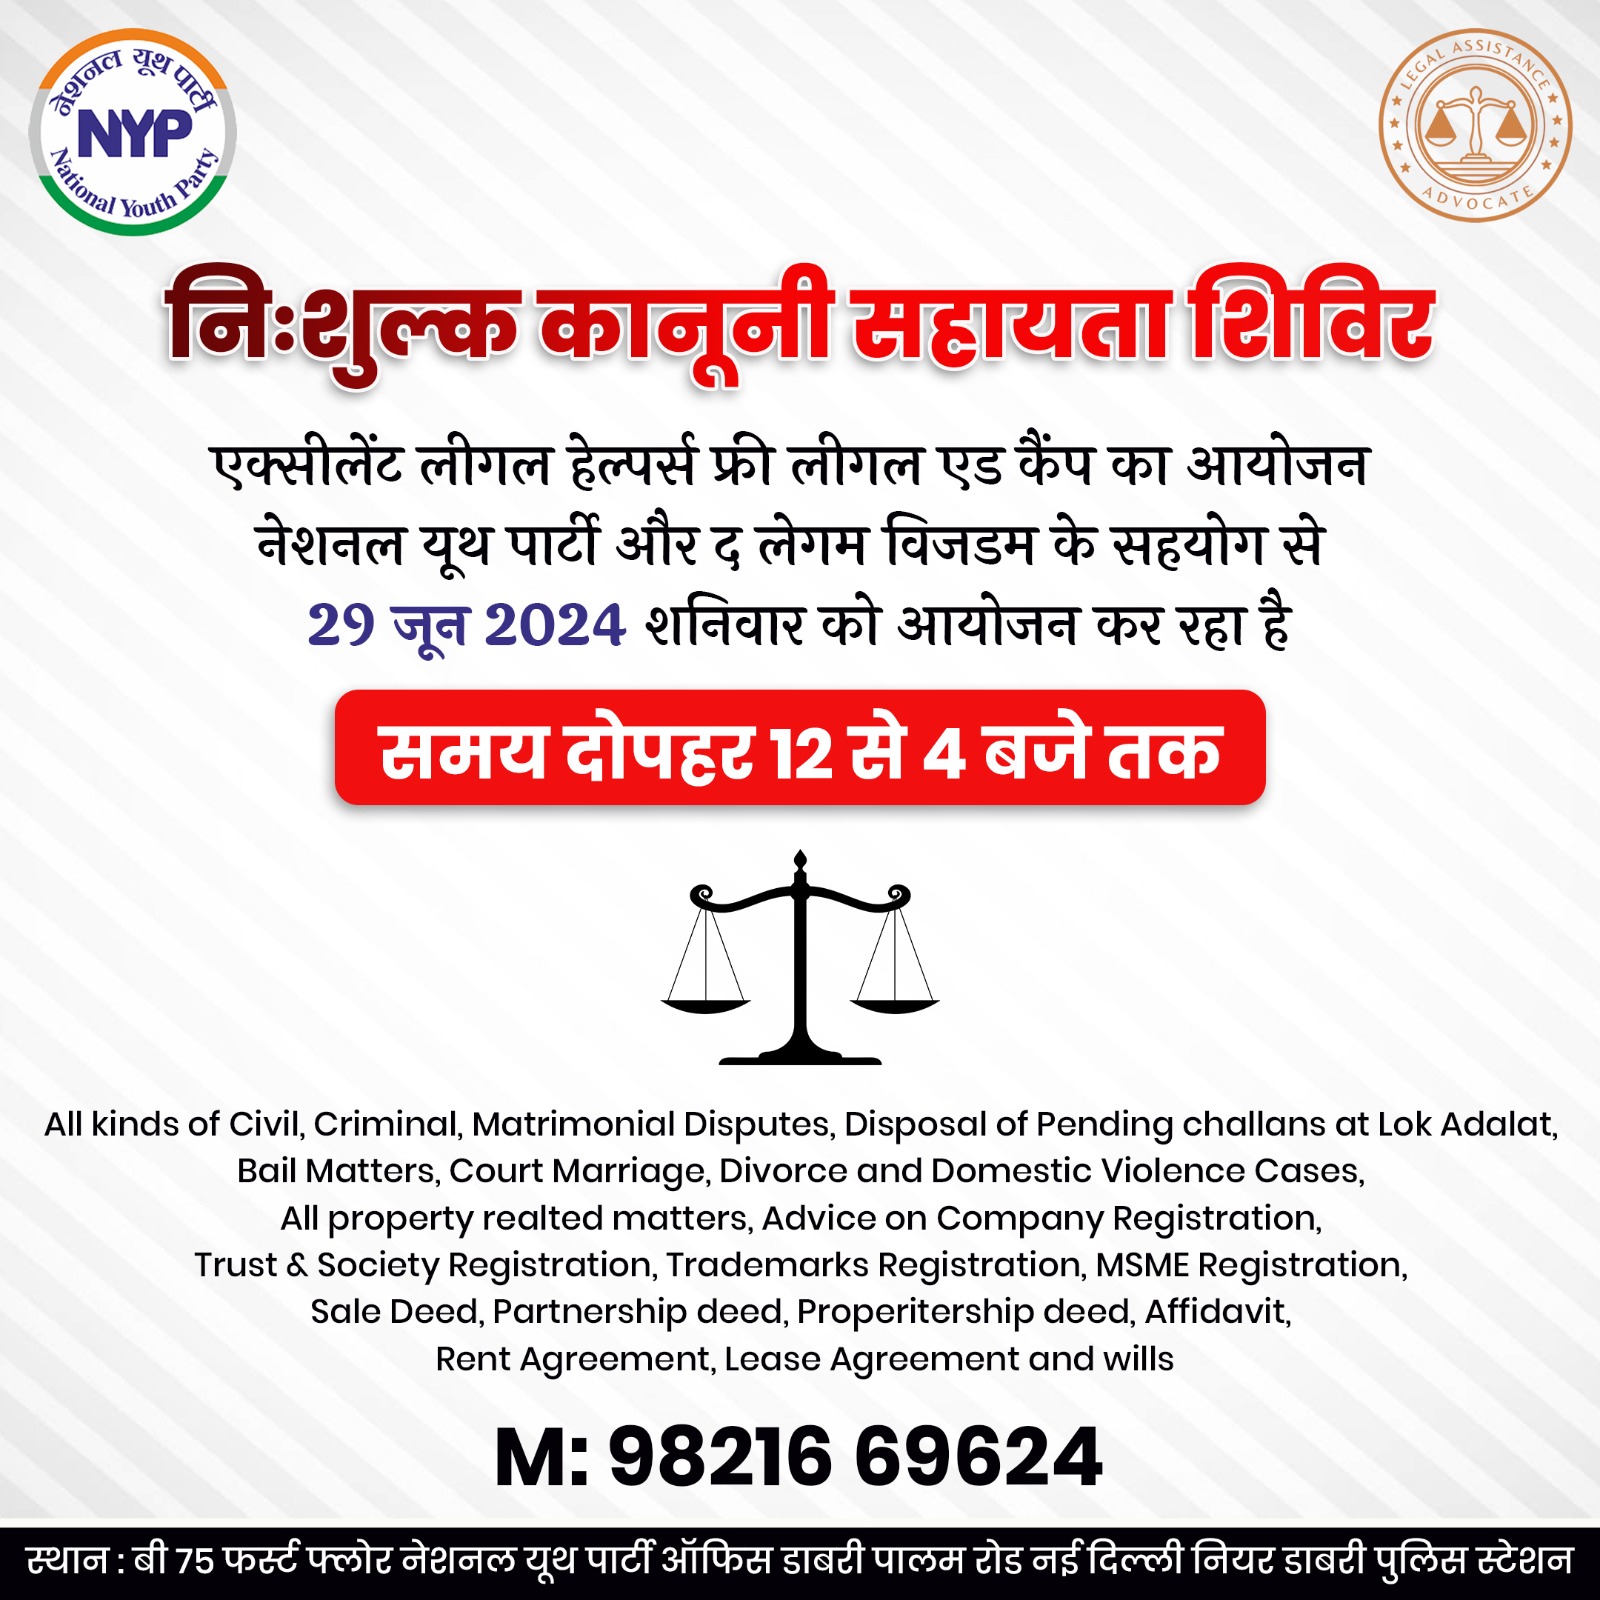 नेशनल यूथ पार्टी
NYP
National Youth Party
LEGAL ASSISTANCE
ADVOCATE
निःशुल्क कानूनी सहायता शिविर
एक्सीलेंट लीगल हेल्पर्स फ्री लीगल एड कैंप का आयोजन
नेशनल यूथ पार्टी और द लेगम विजडम के सहयोग से
29 जून 2024 शनिवार को आयोजन कर रहा है
समय दोपहर 12 से 4 बजे तक
All kinds of Civil, Criminal, Matrimonial Disputes, Disposal of Pending challans at Lok Adalat,
Bail Matters, Court Marriage, Divorce and Domestic Violence Cases,
All property realted matters, Advice on Company Registration,
Trust & Society Registration, Trademarks Registration, MSME Registration,
Sale Deed, Partnership deed, Properitership deed, Affidavit,
Rent Agreement, Lease Agreement and wills
M: 98216 69624
स्थान : बी 75 फर्स्ट फ्लोर नेशनल यूथ पार्टी ऑफिस डाबरी पालम रोड नई दिल्ली नियर डाबरी पुलिस स्टेशन